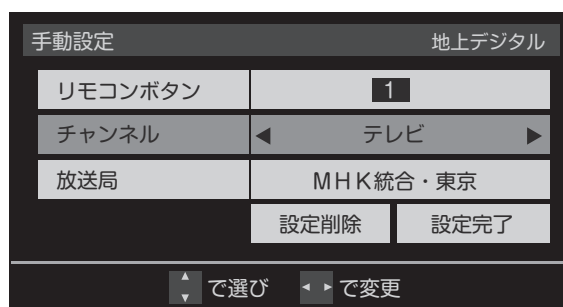 手動設定 地上デジタル
リモコンボタン 1
チャンネル ◀ テレビ ▶
放送局 MHK統合・東京
設定削除 設定完了
で選び で変更